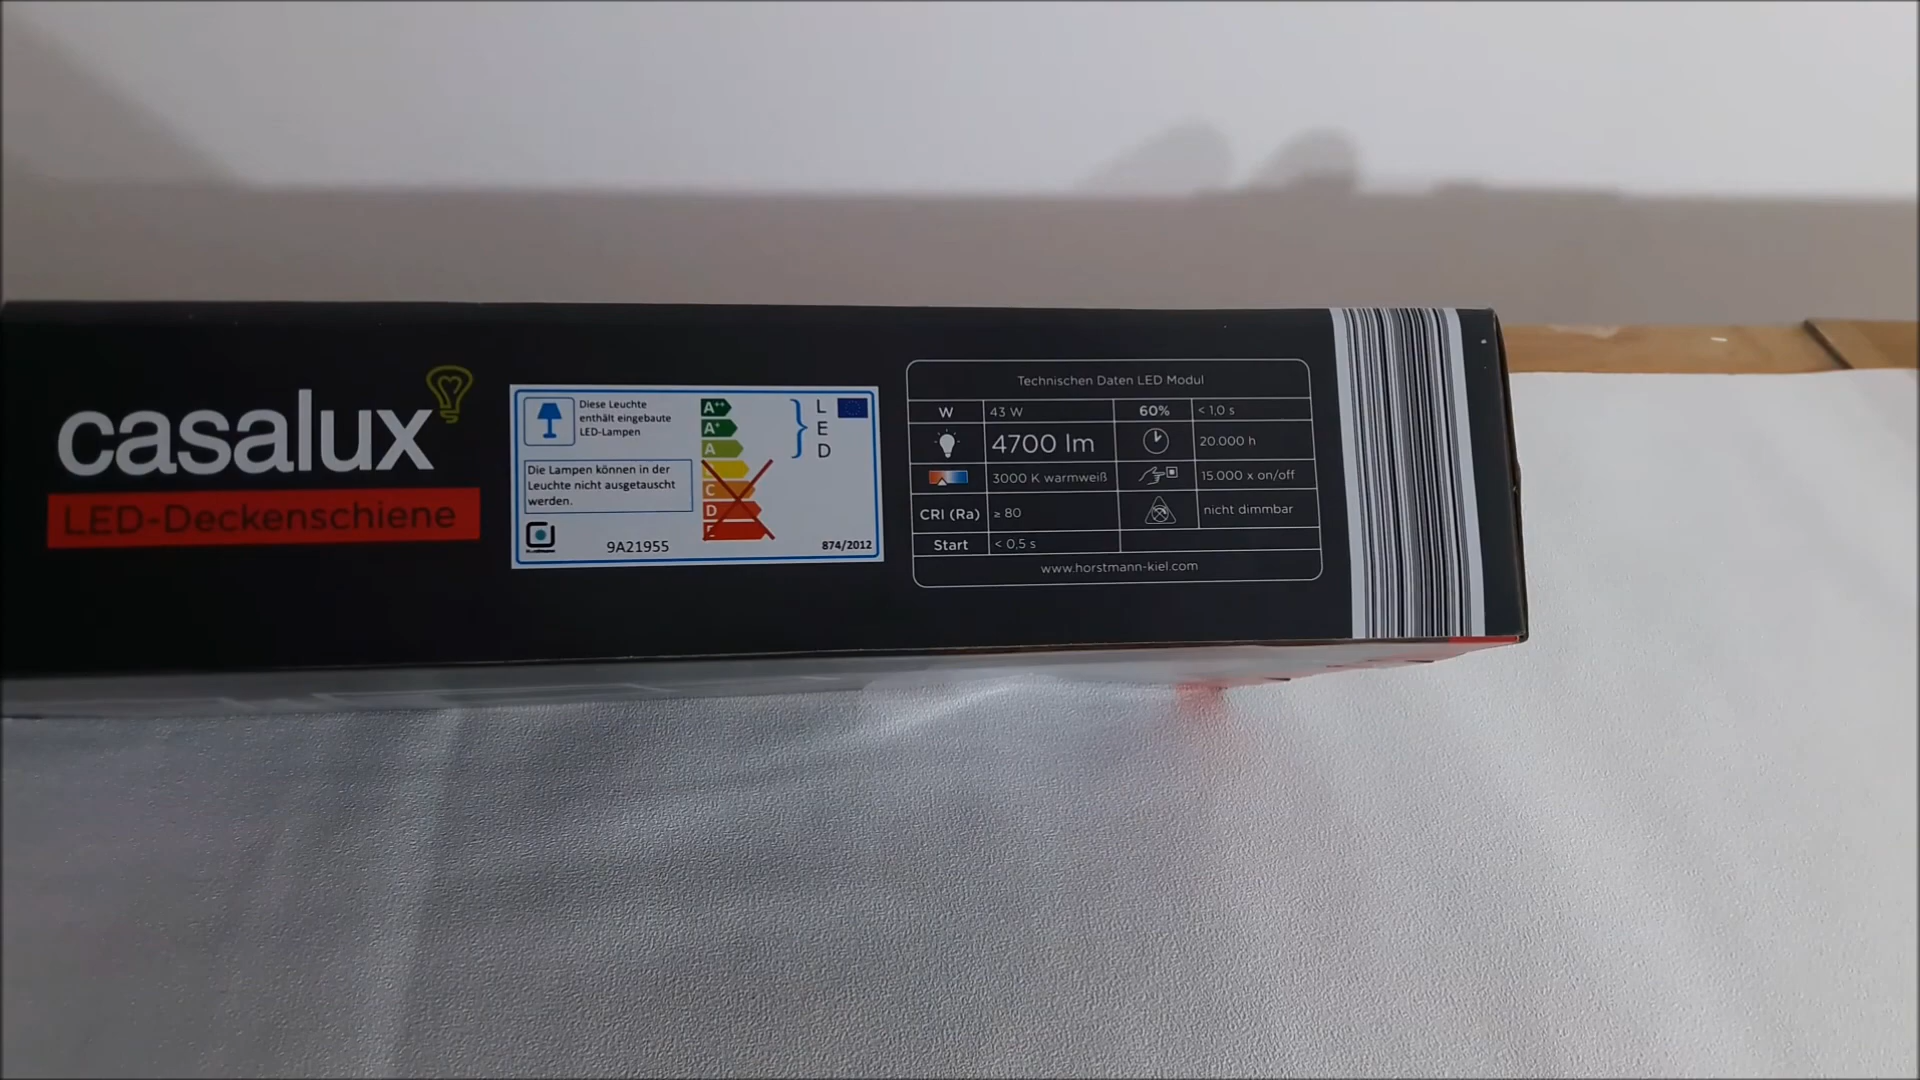 casalux
LED-Deckenschiene
Diese Leuchte
enthält eingebaute
LED-Lampen
Die Lampen können in der
Leuchte nicht ausgetauscht
werden.
9A21955
A++
A+
A
C
D
L
E
D
874/2012
Technischen Daten LED Modul
W 43 W 60% < 1,0 s
4700 lm 20.000 h
3000 K warmweiß 15.000 x on/off
CRI (Ra) ≥ 80 nicht dimmbar
Start < 0,5 s
www.horstmann-kiel.com